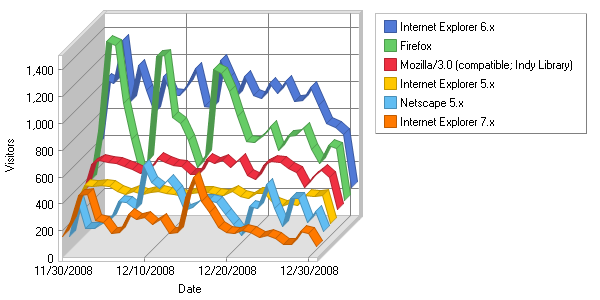 Internet Explorer 6.x
Firefox
Mozilla/3.0 (compatible; Indy Library)
Internet Explorer 5.x
Netscape 5.x
Internet Explorer 7.x
Visitors
1,400
1,200
1,000
800
600
400
200
0
11/30/2008
12/10/2008
12/20/2008
12/30/2008
Date